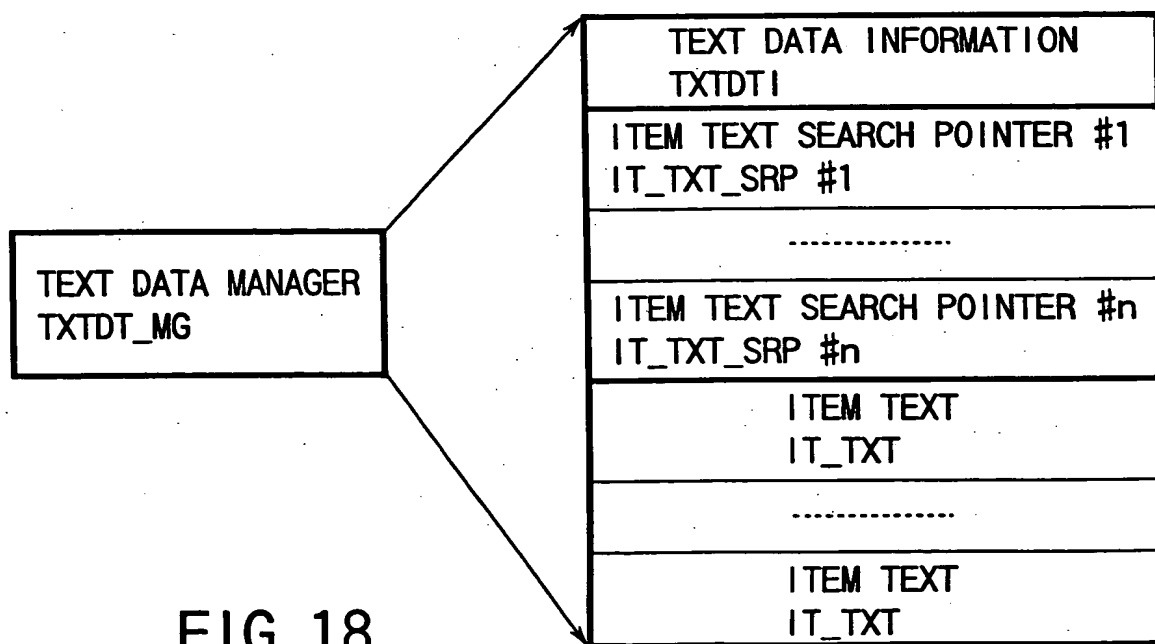 TEXT DATA MANAGER
TXTDT_MG
TEXT DATA INFORMATION
TXTDTI
ITEM TEXT SEARCH POINTER #1
IT_TXT_SRP #1
---------------
ITEM TEXT SEARCH POINTER #n
IT_TXT_SRP #n
ITEM TEXT
IT_TXT
---------------
ITEM TEXT
IT_TXT
FIG. 18